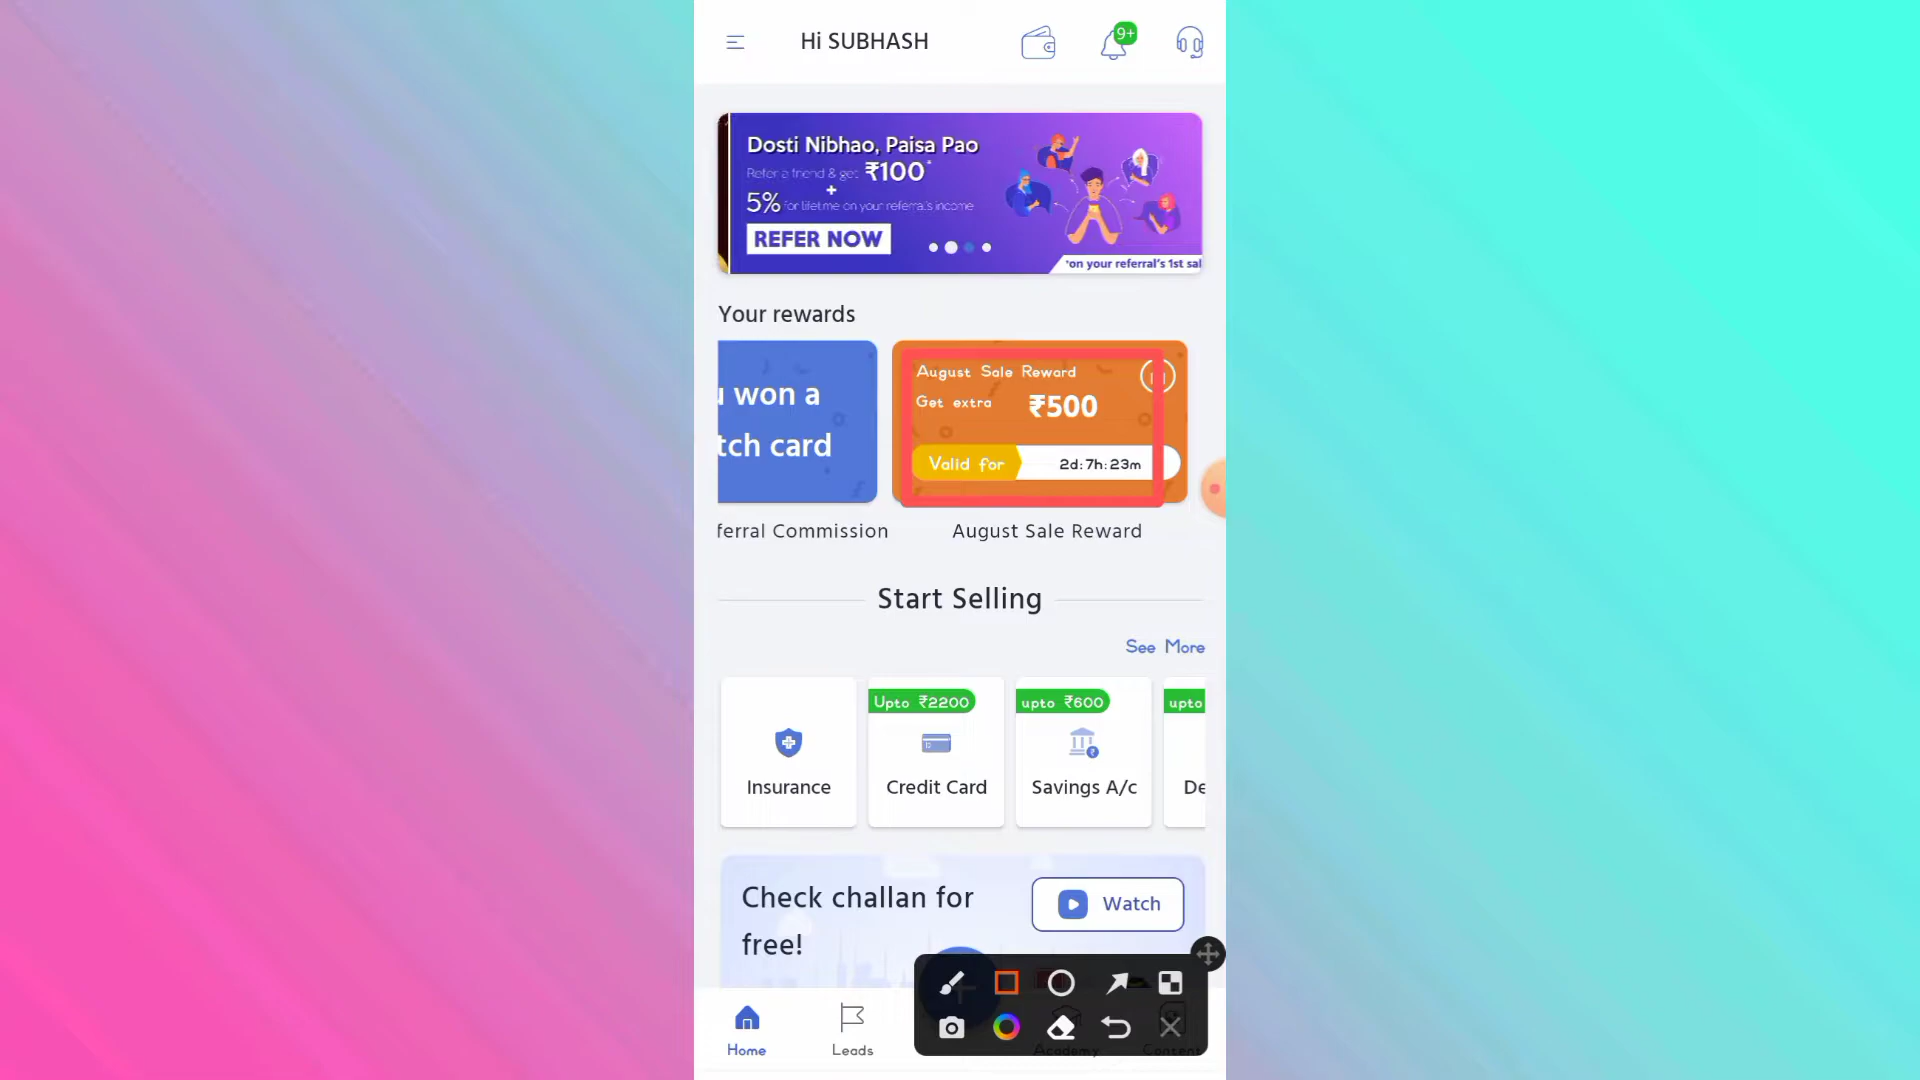 Hi SUBHASH
9+
Dosti Nibhao, Paisa Pao
Refer a friend & get ₹100*
+
5% for lifetime on your referral's income
REFER NOW
*on your referral's 1st sal
Your rewards
u won a
tch card
August Sale Reward
Get extra ₹500
Valid for 2d:7h:23m
ferral Commission
August Sale Reward
Start Selling
See More
Upto ₹2200
upto ₹600
upto
Insurance
Credit Card
Savings A/c
De
Check challan for
free!
Watch
Home
Leads
Academy
Content